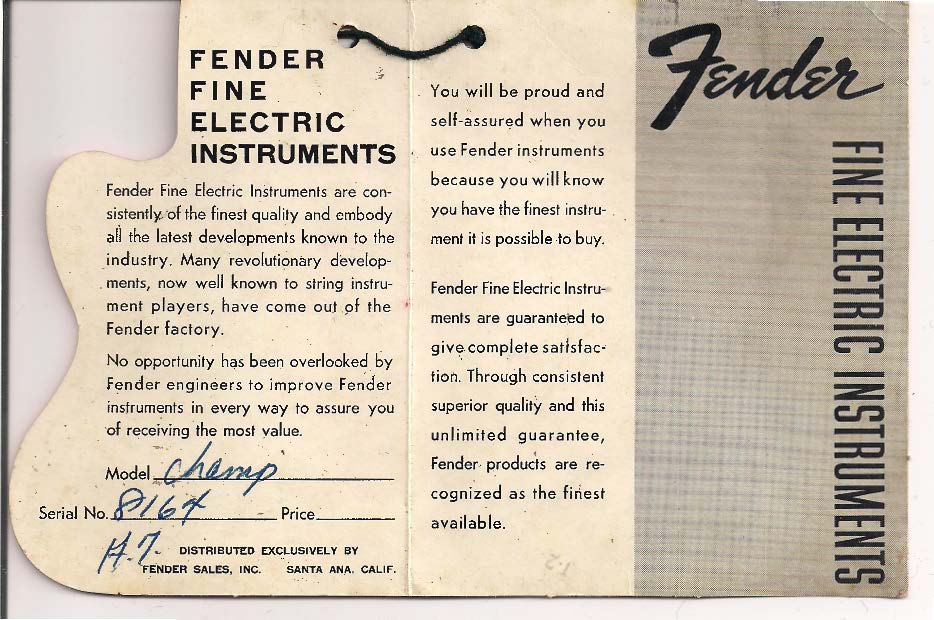 FENDER
FINE
ELECTRIC
INSTRUMENTS
Fender Fine Electric Instruments are con-
sistently of the finest quality and embody
all the latest developments known to the
industry. Many revolutionary develop-
ments, now well known to string instru-
ment players, have come out of the
Fender factory.
No opportunity has been overlooked by
Fender engineers to improve Fender
instruments in every way to assure you
of receiving the most value.
Model champ
Serial No. 8164 Price
DISTRIBUTED EXCLUSIVELY BY
FENDER SALES, INC. SANTA ANA, CALIF.
You will be proud and
self-assured when you
use Fender instruments
because you will know
you have the finest instru-
ment it is possible to buy.
Fender Fine Electric Instru-
ments are guaranteed to
give complete satisfac-
tion. Through consistent
superior quality and this
unlimited guarantee,
Fender products are re-
cognized as the finest
available.
Fender
FINE ELECTRIC INSTRUMENTS